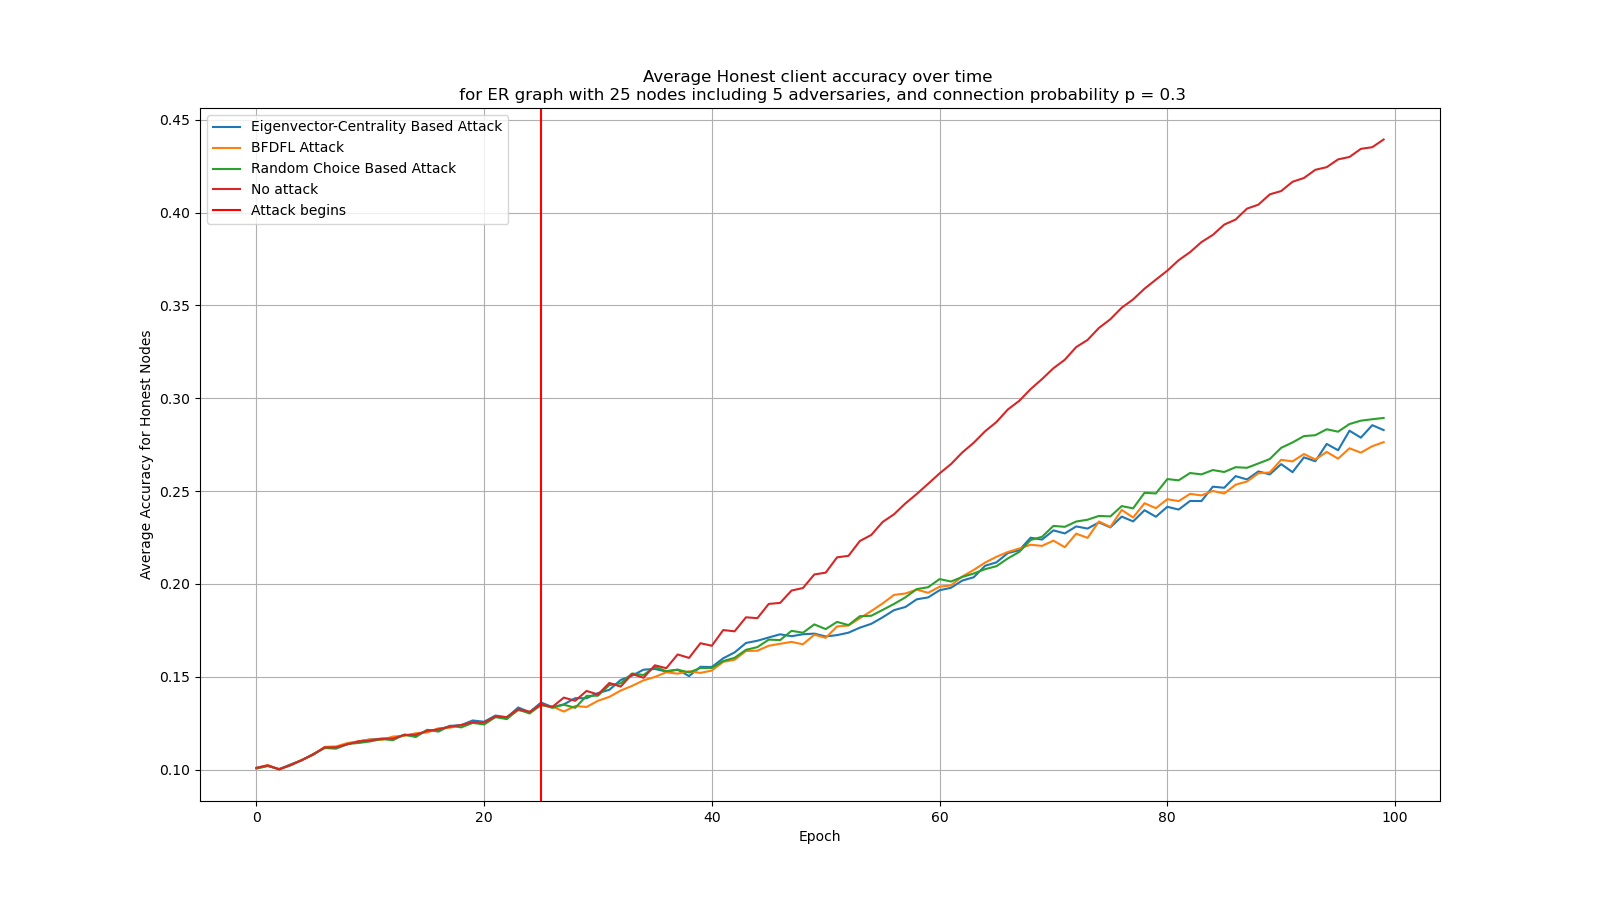 Average Honest client accuracy over time
for ER graph with 25 nodes including 5 adversaries, and connection probability p = 0.3
Eigenvector-Centrality Based Attack
BFDFL Attack
Random Choice Based Attack
No attack
Attack begins
Average Accuracy for Honest Nodes
0.45
0.40
0.35
0.30
0.25
0.20
0.15
0.10
0 20 40 60 80 100
Epoch